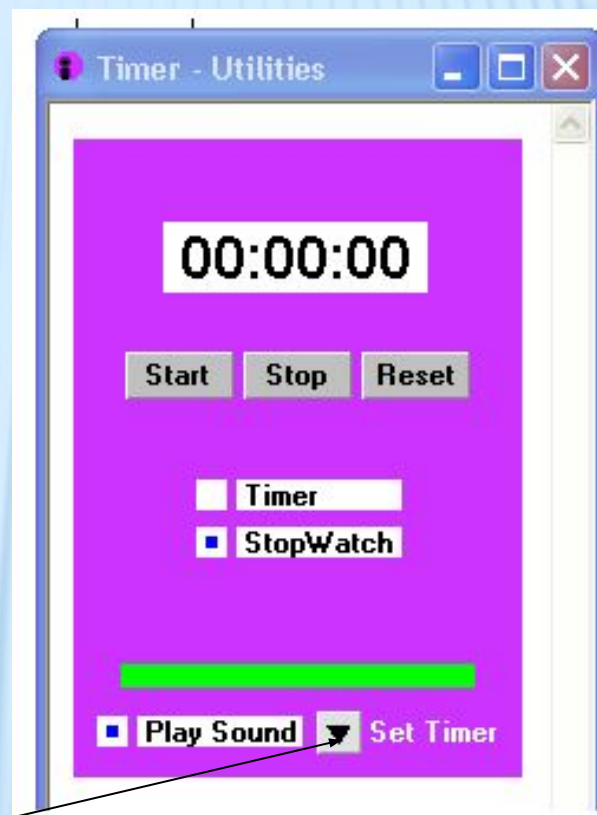 Timer - Utilities
00:00:00
Start Stop Reset
Timer
StopWatch
Play Sound Set Timer